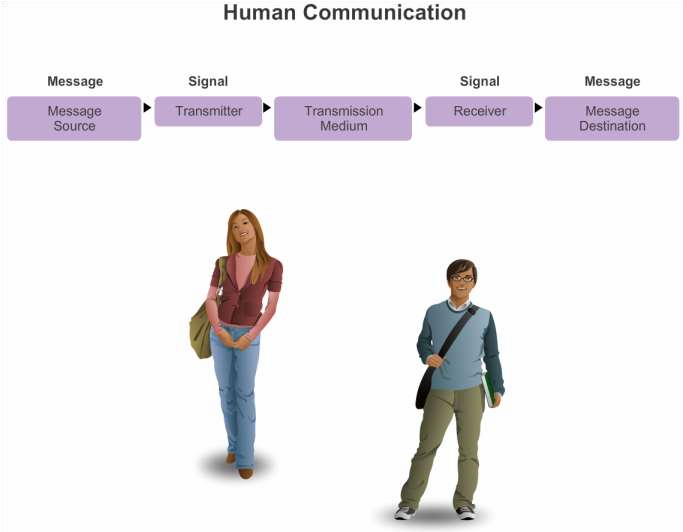 Human Communication
Message
Signal
Signal
Message
Message
Source
Transmitter
Transmission
Medium
Receiver
Message
Destination